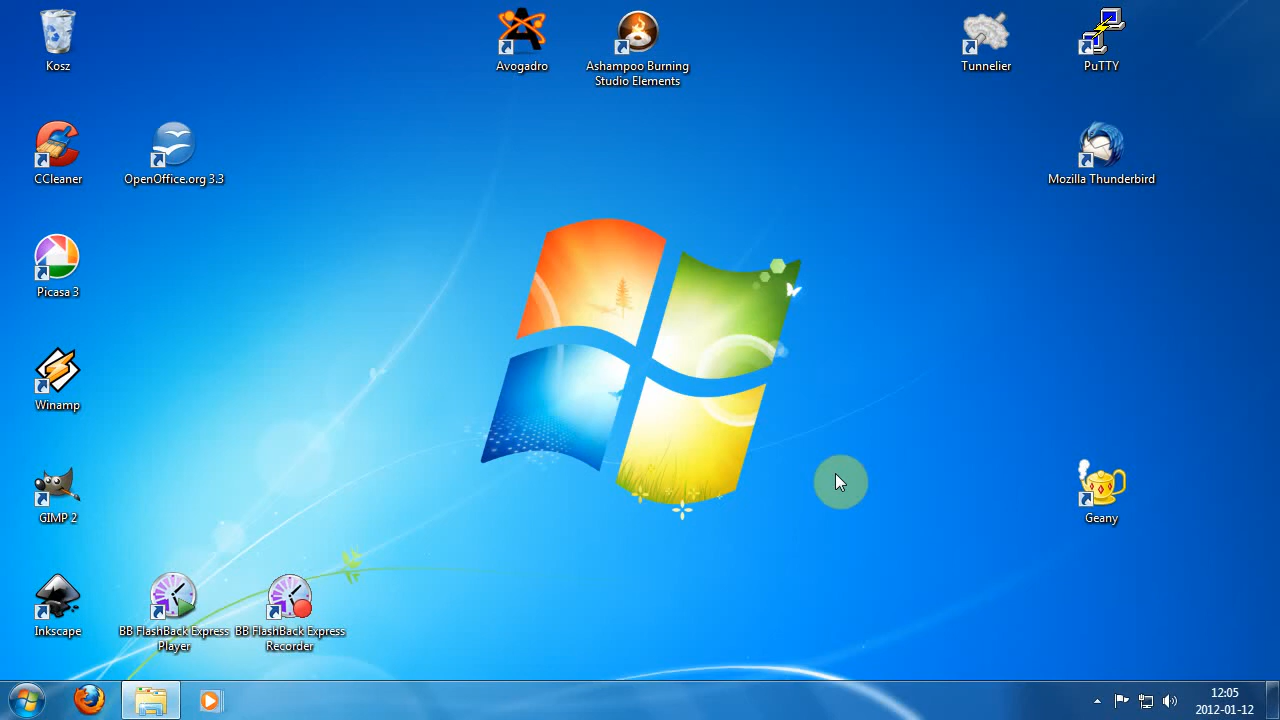 Kosz
Avogadro
Ashampoo Burning
Studio Elements
Tunnelier
PuTTY
CCleaner
OpenOffice.org 3.3
Mozilla Thunderbird
Picasa 3
Winamp
GIMP 2
Geany
Inkscape
BB FlashBack Express
Player
BB FlashBack Express
Recorder
12:05
2012-01-12